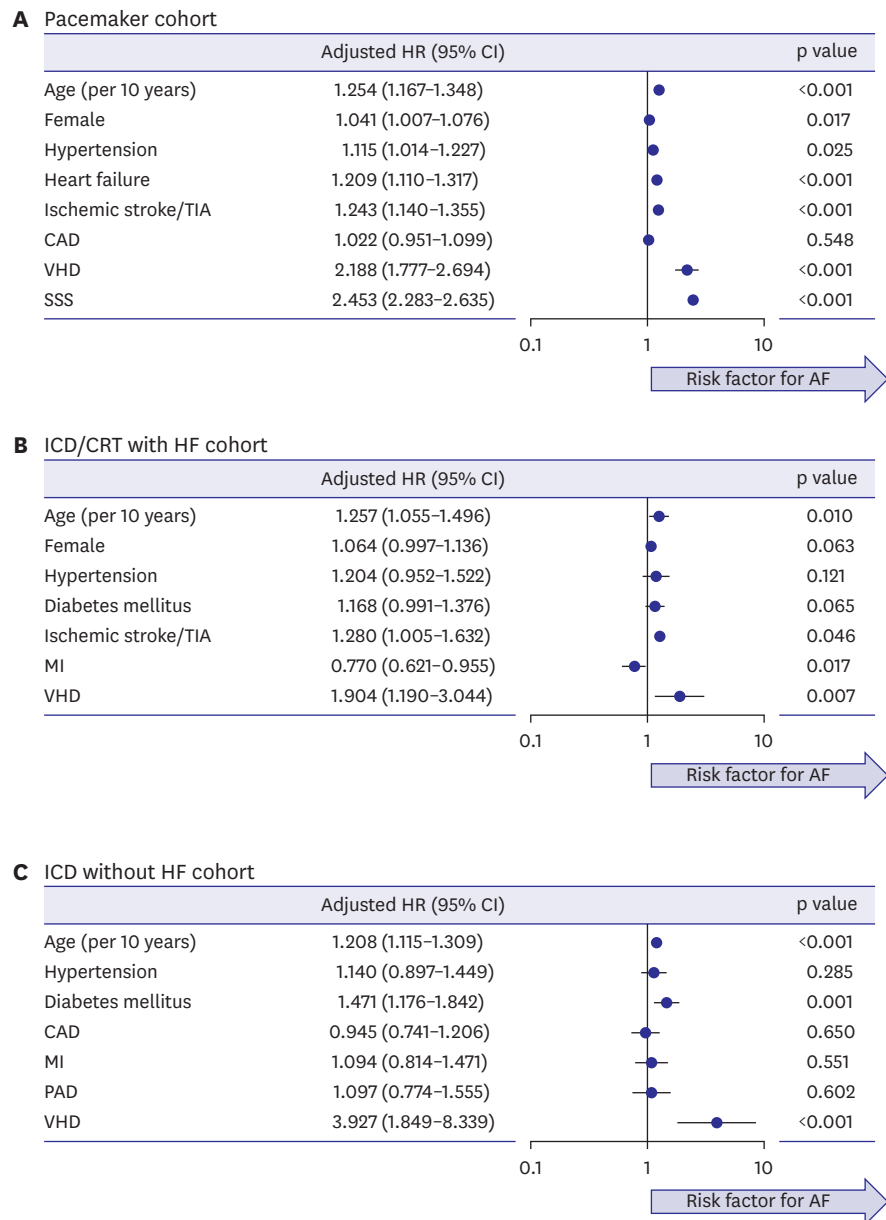 A Pacemaker cohort
Adjusted HR (95% CI) p value
Age (per 10 years) 1.254 (1.167–1.348) <0.001
Female 1.041 (1.007–1.076) 0.017
Hypertension 1.115 (1.014–1.227) 0.025
Heart failure 1.209 (1.110–1.317) <0.001
Ischemic stroke/TIA 1.243 (1.140–1.355) <0.001
CAD 1.022 (0.951–1.099) 0.548
VHD 2.188 (1.777–2.694) <0.001
SSS 2.453 (2.283–2.635) <0.001
0.1 1 10
Risk factor for AF
B ICD/CRT with HF cohort
Adjusted HR (95% CI) p value
Age (per 10 years) 1.257 (1.055–1.496) 0.010
Female 1.064 (0.997–1.136) 0.063
Hypertension 1.204 (0.952–1.522) 0.121
Diabetes mellitus 1.168 (0.991–1.376) 0.065
Ischemic stroke/TIA 1.280 (1.005–1.632) 0.046
MI 0.770 (0.621–0.955) 0.017
VHD 1.904 (1.190–3.044) 0.007
0.1 1 10
Risk factor for AF
C ICD without HF cohort
Adjusted HR (95% CI) p value
Age (per 10 years) 1.208 (1.115–1.309) <0.001
Hypertension 1.140 (0.897–1.449) 0.285
Diabetes mellitus 1.471 (1.176–1.842) 0.001
CAD 0.945 (0.741–1.206) 0.650
MI 1.094 (0.814–1.471) 0.551
PAD 1.097 (0.774–1.555) 0.602
VHD 3.927 (1.849–8.339) <0.001
0.1 1 10
Risk factor for AF